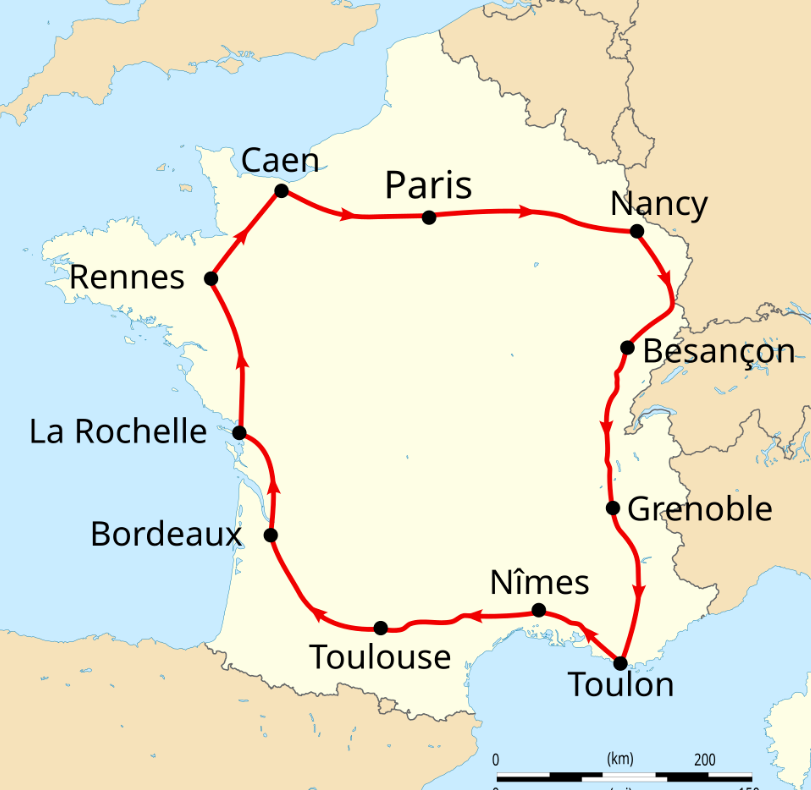 Caen
Paris
Nancy
Rennes
Besançon
La Rochelle
Grenoble
Bordeaux
Nîmes
Toulouse
Toulon
0 (km) 200